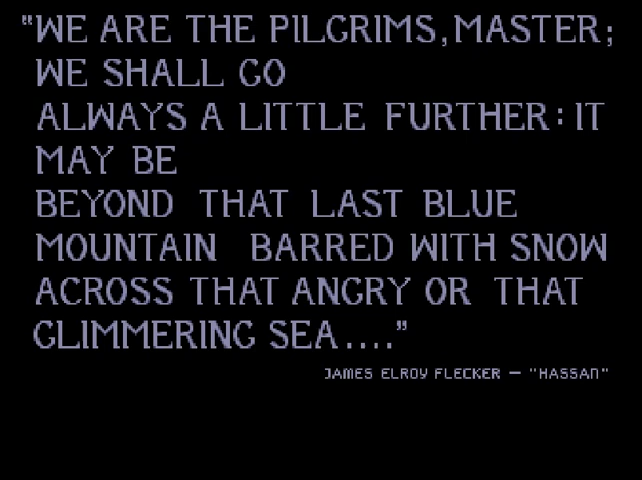 "WE ARE THE PILGRIMS, MASTER;
WE SHALL GO
ALWAYS A LITTLE FURTHER: IT
MAY BE
BEYOND THAT LAST BLUE
MOUNTAIN BARRED WITH SNOW
ACROSS THAT ANGRY OR THAT
GLIMMERING SEA...."
JAMES ELROY FLECKER — "HASSAN"